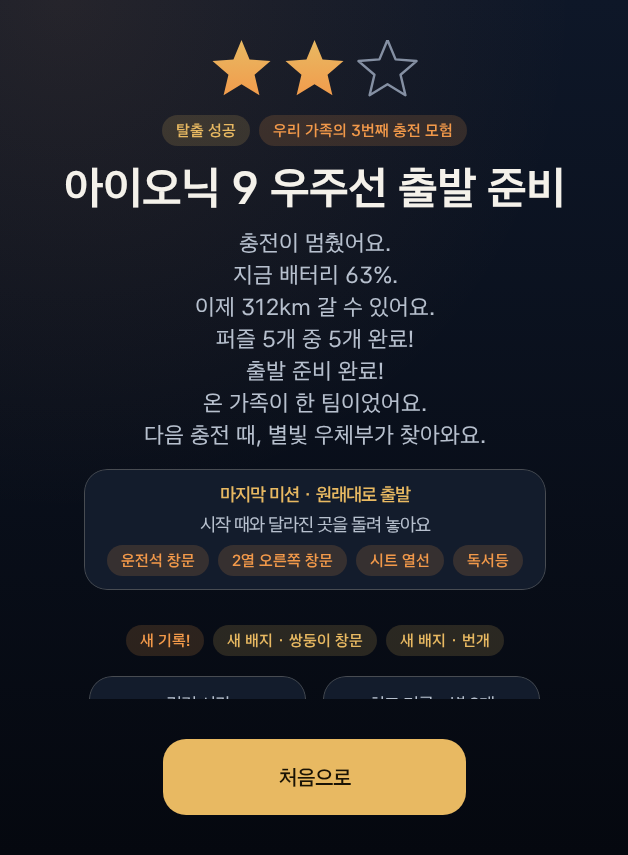 탈출 성공
우리 가족의 3번째 충전 모험
아이오닉 9 우주선 출발 준비
충전이 멈췄어요.
지금 배터리 63%.
이제 312km 갈 수 있어요.
퍼즐 5개 중 5개 완료!
출발 준비 완료!
온 가족이 한 팀이었어요.
다음 충전 때, 별빛 우체부가 찾아와요.
마지막 미션 · 원래대로 출발
시작 때와 달라진 곳을 돌려 놓아요
운전석 창문
2열 오른쪽 창문
시트 열선
독서등
새 기록!
새 배지 · 쌍둥이 창문
새 배지 · 번개
처음으로